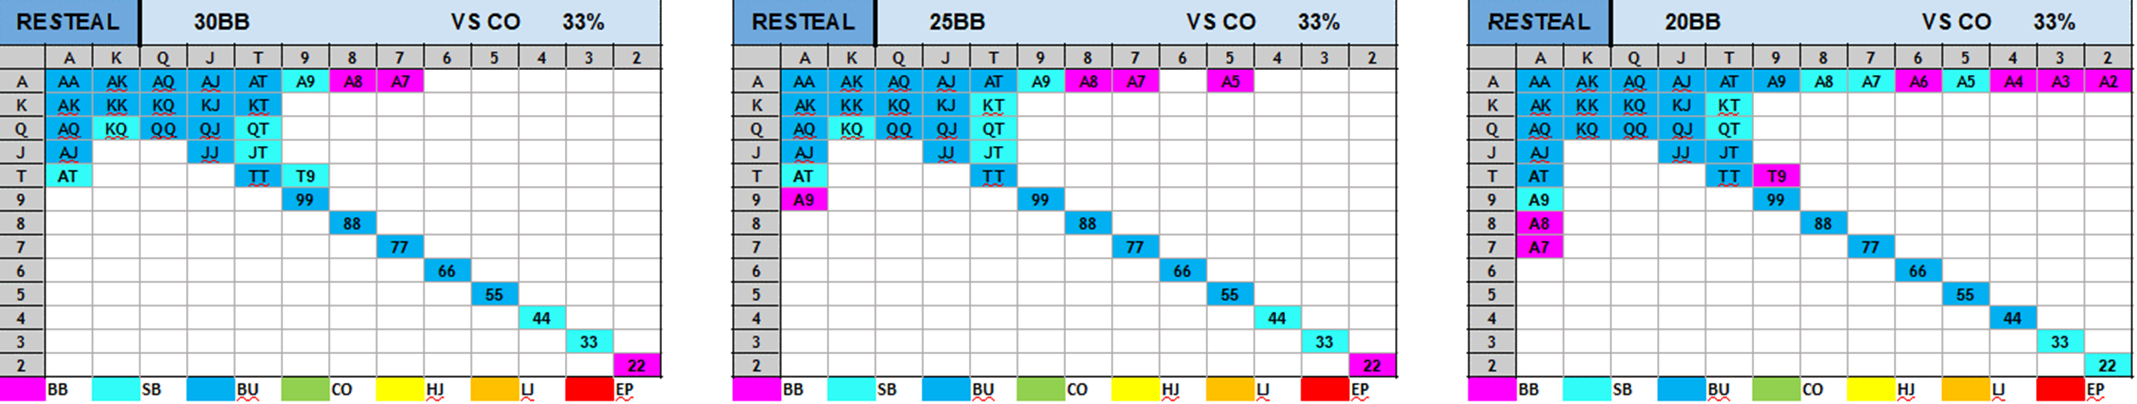 RESTEAL 30BB VS CO 33%
A K Q J T 9 8 7 6 5 4 3 2
A AA AK AQ AJ AT A9 A8 A7
K AK KK KQ KJ KT
Q AQ KQ QQ QJ QT
J AJ JJ JT
T AT TT T9
9 99
8 88
7 77
6 66
5 55
4 44
3 33
2 22
BB SB BU CO HJ LJ EP
RESTEAL 25BB VS CO 33%
A K Q J T 9 8 7 6 5 4 3 2
A AA AK AQ AJ AT A9 A8 A7 A5
K AK KK KQ KJ KT
Q AQ KQ QQ QJ QT
J AJ JJ JT
T AT TT
9 A9 99
8 88
7 77
6 66
5 55
4 44
3 33
2 22
BB SB BU CO HJ LJ EP
RESTEAL 20BB VS CO 33%
A K Q J T 9 8 7 6 5 4 3 2
A AA AK AQ AJ AT A9 A8 A7 A6 A5 A4 A3 A2
K AK KK KQ KJ KT
Q AQ KQ QQ QJ QT
J AJ JJ JT
T AT TT T9
9 A9 99
8 A8 88
7 A7 77
6 66
5 55
4 44
3 33
2 22
BB SB BU CO HJ LJ EP